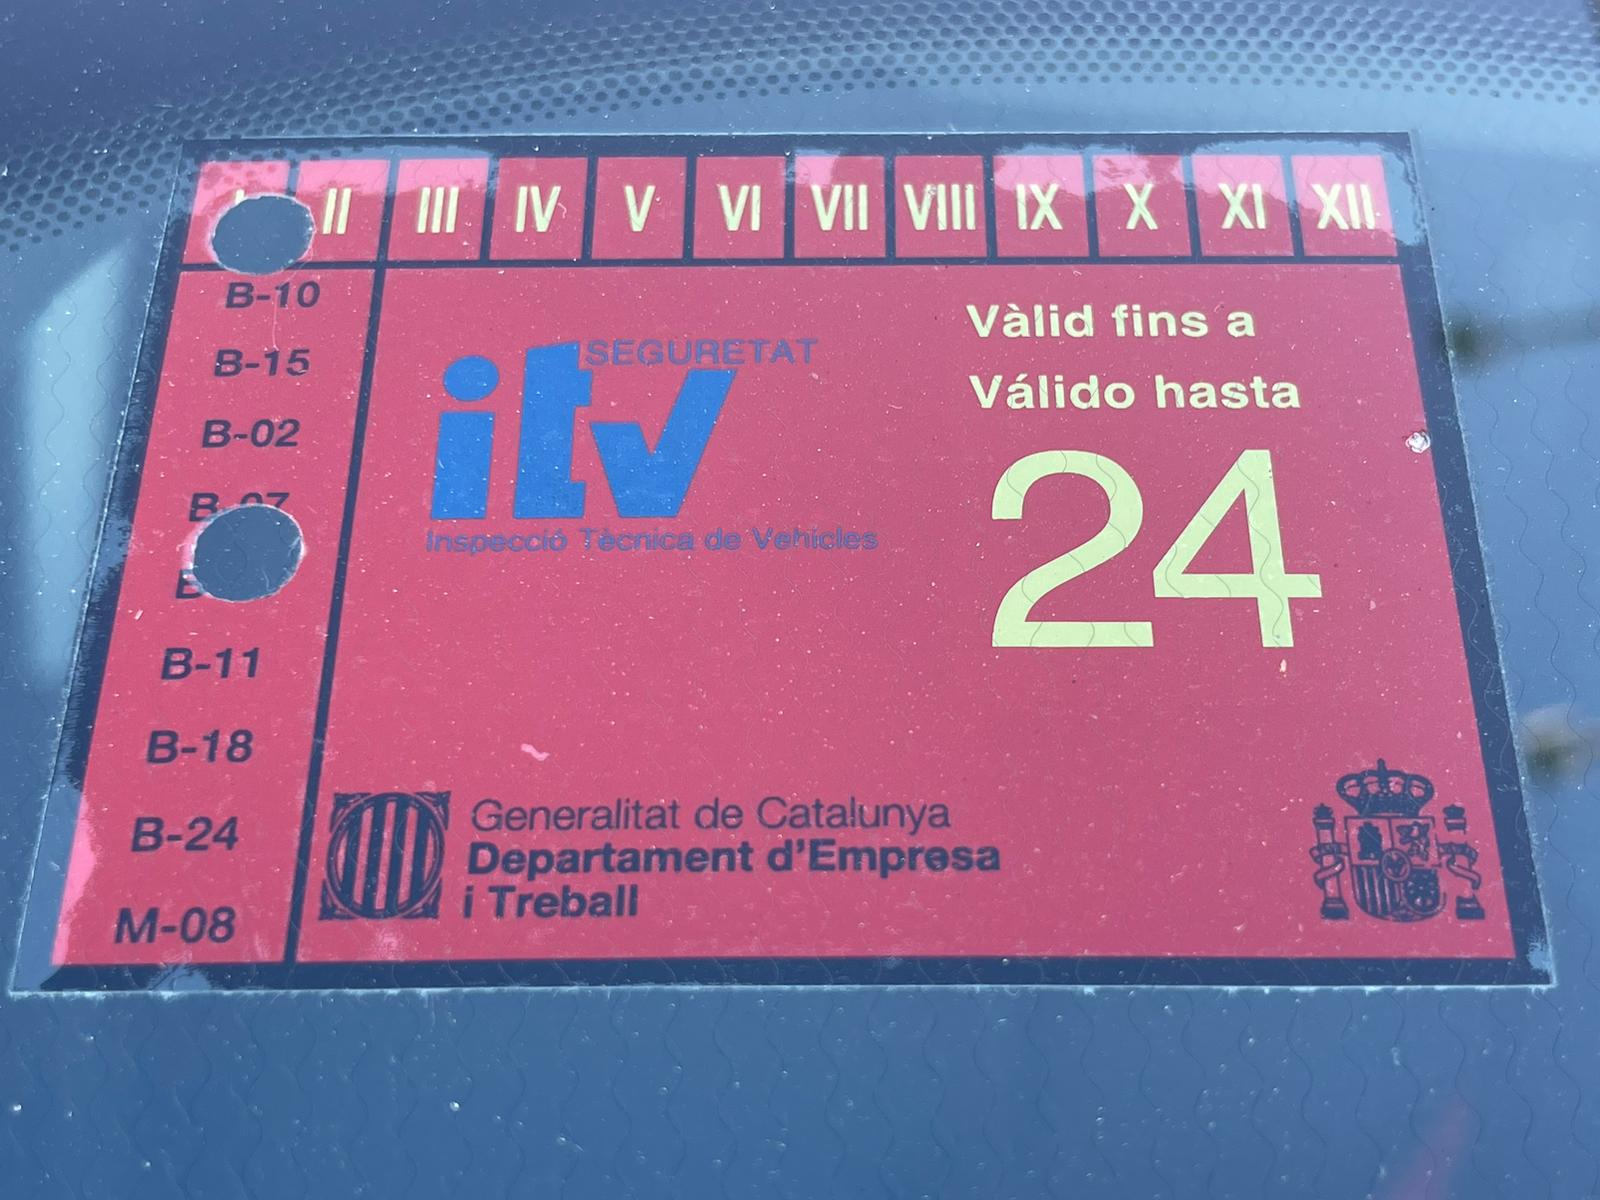 I II III IV V VI VII VIII IX X XI XII
B-10
B-15
B-02
B-07
B-11
B-18
B-24
M-08
SEGURETAT
itv
Inspecció Tècnica de Vehicles
Vàlid fins a
Válido hasta
24
Generalitat de Catalunya
Departament d'Empresa
i Treball